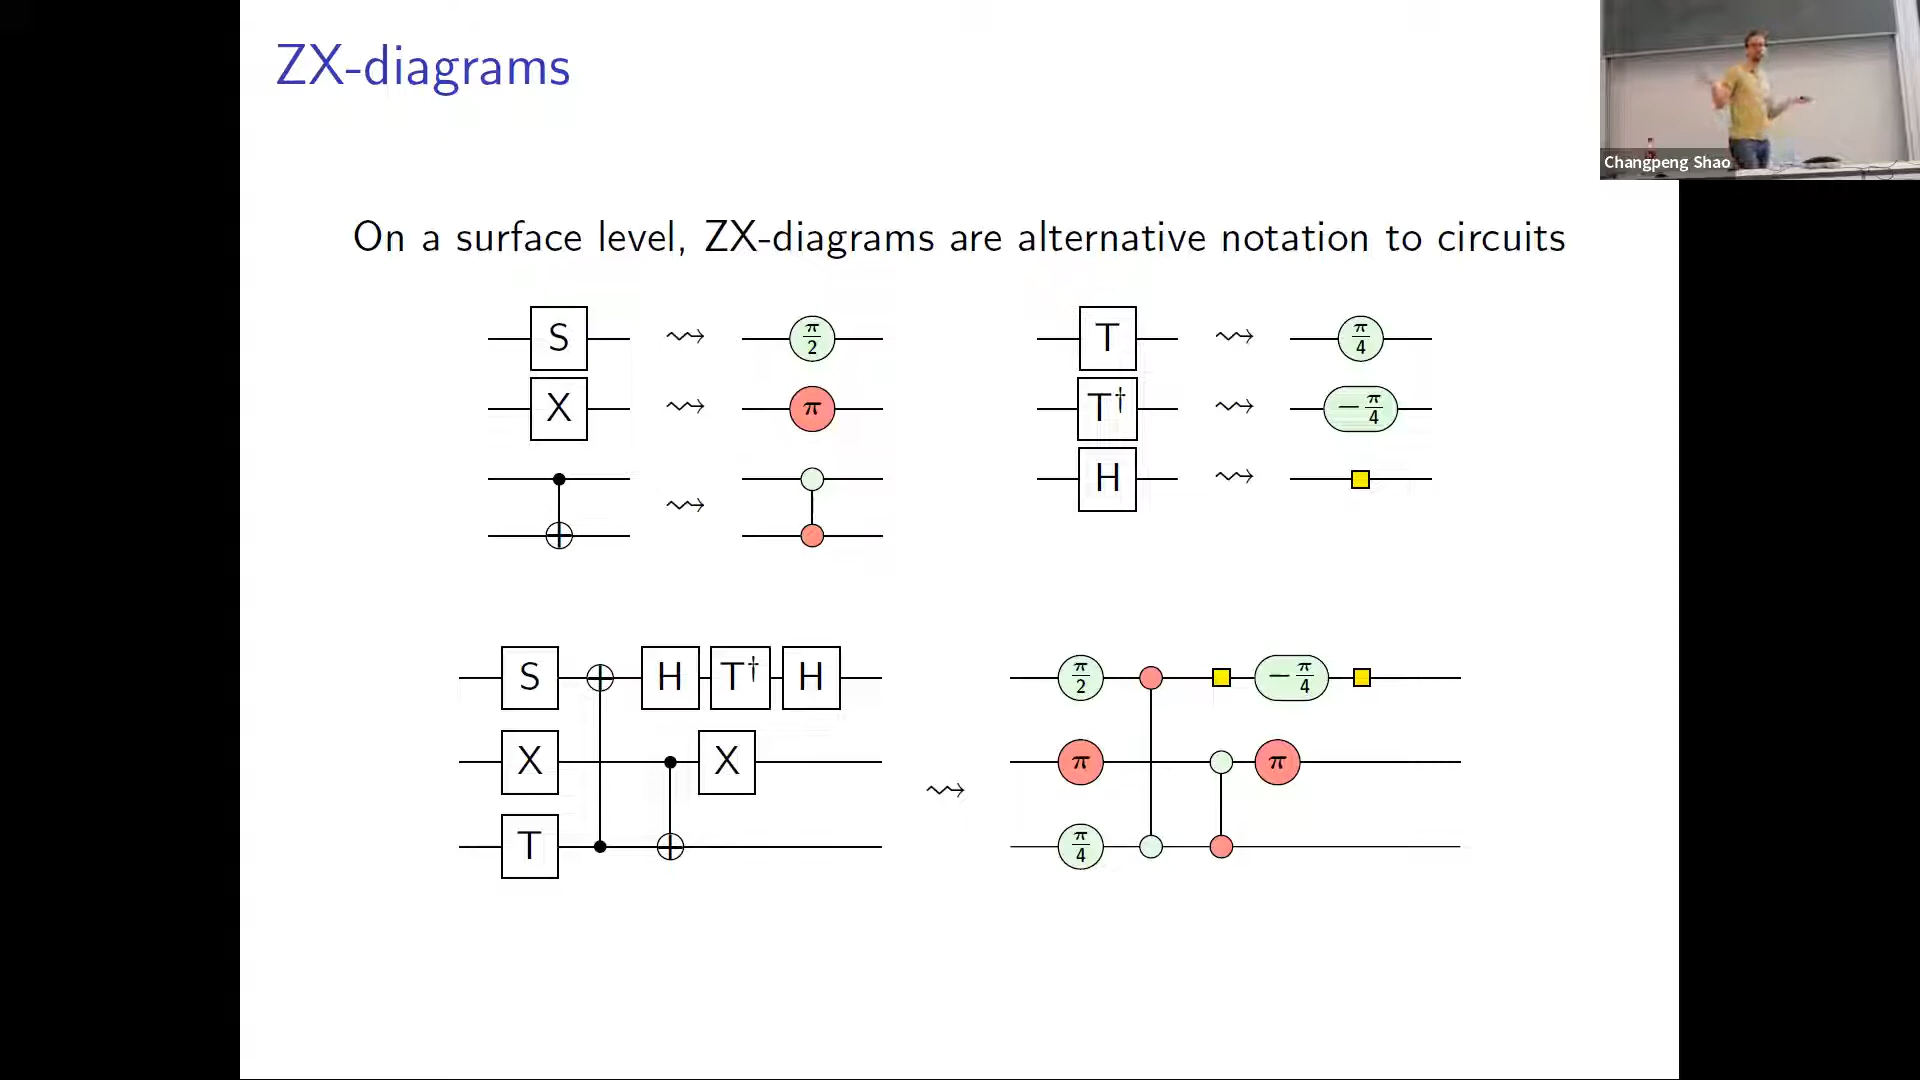 ZX-diagrams
Changpeng Shao
On a surface level, ZX-diagrams are alternative notation to circuits
S ⇝ π/2 T ⇝ π/4
X ⇝ π T† ⇝ −π/4
⇝ H ⇝
S H T† H π/2 −π/4
X X ⇝ π π
T π/4